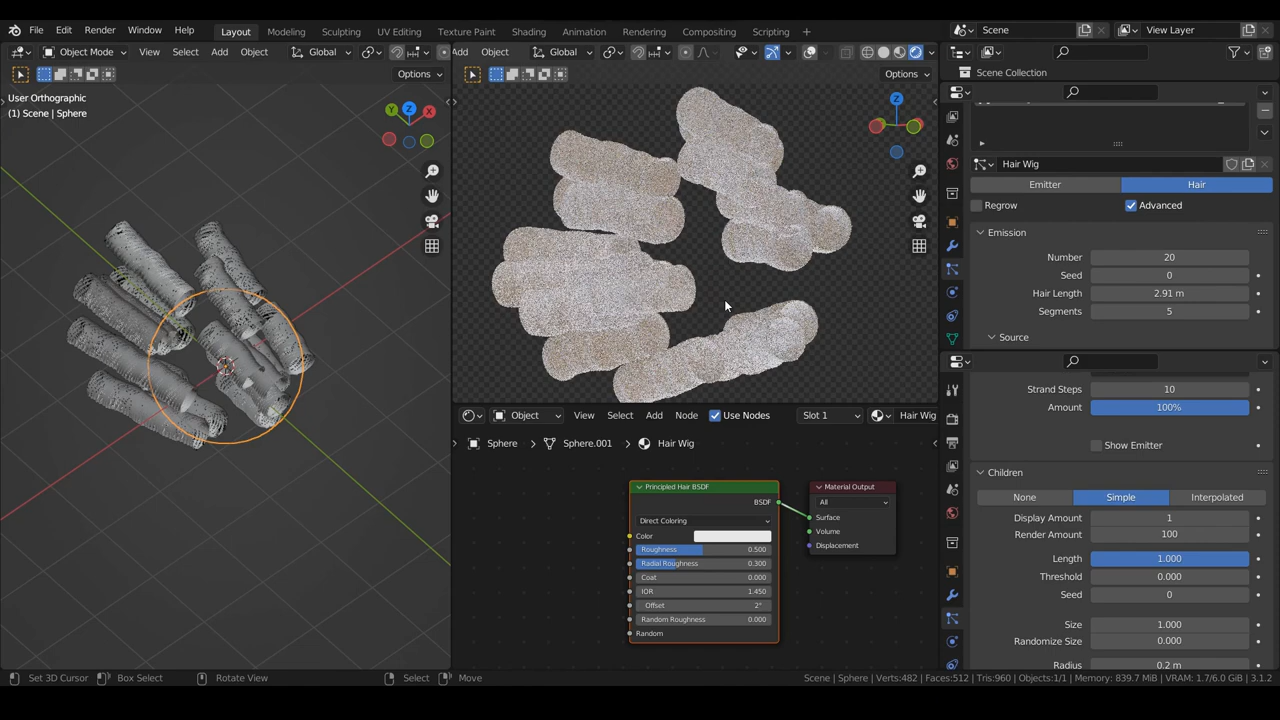 File Edit Render Window Help Layout Modeling Sculpting UV Editing Texture Paint Shading Animation Rendering Compositing Scripting Scene View Layer
Object Mode View Select Add Object Global Add Object Global
Options Options Scene Collection
User Orthographic
(1) Scene | Sphere
Hair Wig
Emitter Hair
Regrow Advanced
Emission
Number 20
Seed 0
Hair Length 2.91 m
Segments 5
Source
Strand Steps 10
Amount 100%
Show Emitter
Children
None Simple Interpolated
Display Amount 1
Render Amount 100
Length 1.000
Threshold 0.000
Seed 0
Size 1.000
Randomize Size 0.000
Radius 0.2 m
Object View Select Add Node Use Nodes Slot 1 Hair Wig
Sphere Sphere.001 Hair Wig
Principled Hair BSDF
BSDF
Direct Coloring
Color
Roughness 0.500
Radial Roughness 0.300
Coat 0.000
IOR 1.450
Offset 2°
Random Roughness 0.000
Random
Material Output
All
Surface
Volume
Displacement
Set 3D Cursor Box Select Rotate View Select Move Scene | Sphere | Verts:482 | Faces:512 | Tris:960 | Objects:1/1 | Memory: 839.7 MiB | VRAM: 1.7/6.0 GiB | 3.1.2